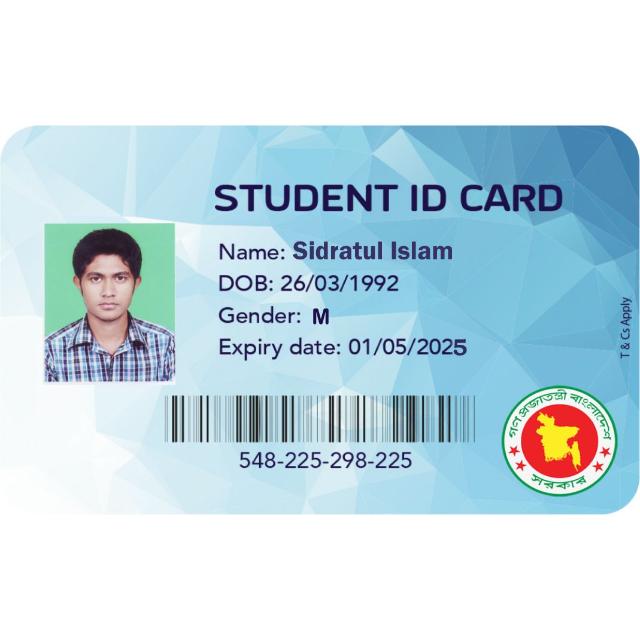 STUDENT ID CARD
Name: Sidratul Islam
DOB: 26/03/1992
Gender: M
Expiry date: 01/05/2025
T & Cs Apply
548-225-298-225
গণপ্রজাতন্ত্রী বাংলাদেশ
সরকার